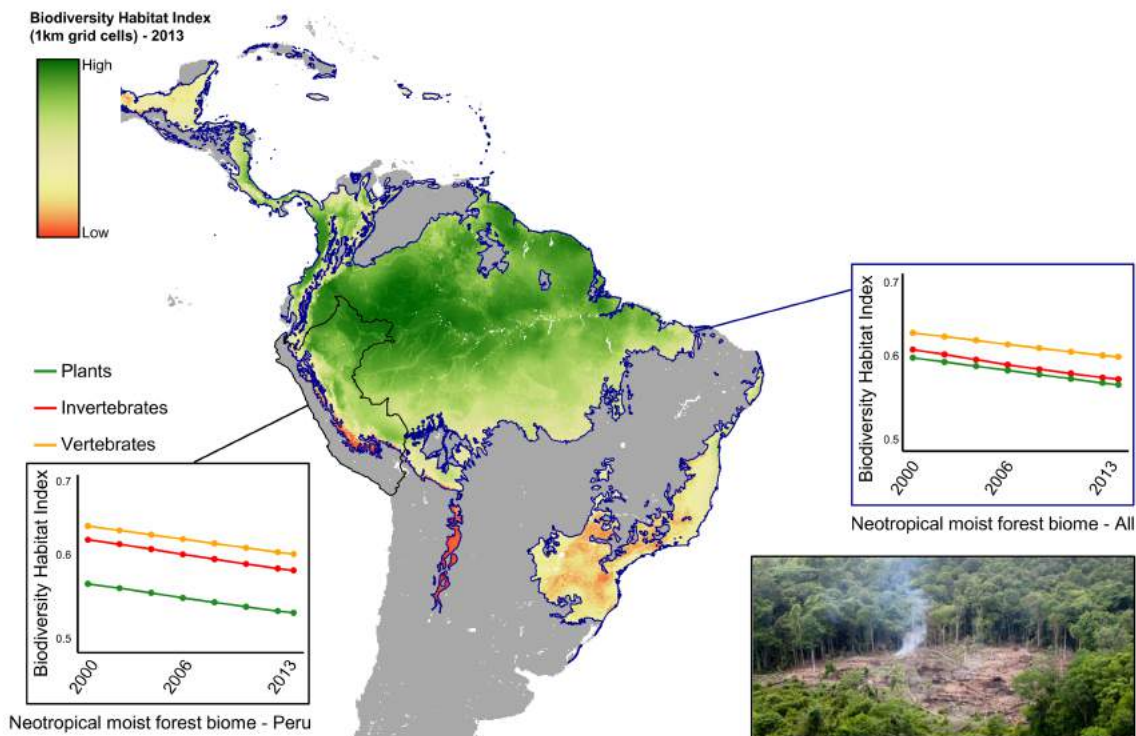 Biodiversity Habitat Index
(1km grid cells) - 2013
High
Low
Plants
Invertebrates
Vertebrates
Biodiversity Habitat Index
0.7
0.6
0.5
2000
2006
2013
Neotropical moist forest biome - All
Biodiversity Habitat Index
0.7
0.6
0.5
2000
2006
2013
Neotropical moist forest biome - Peru